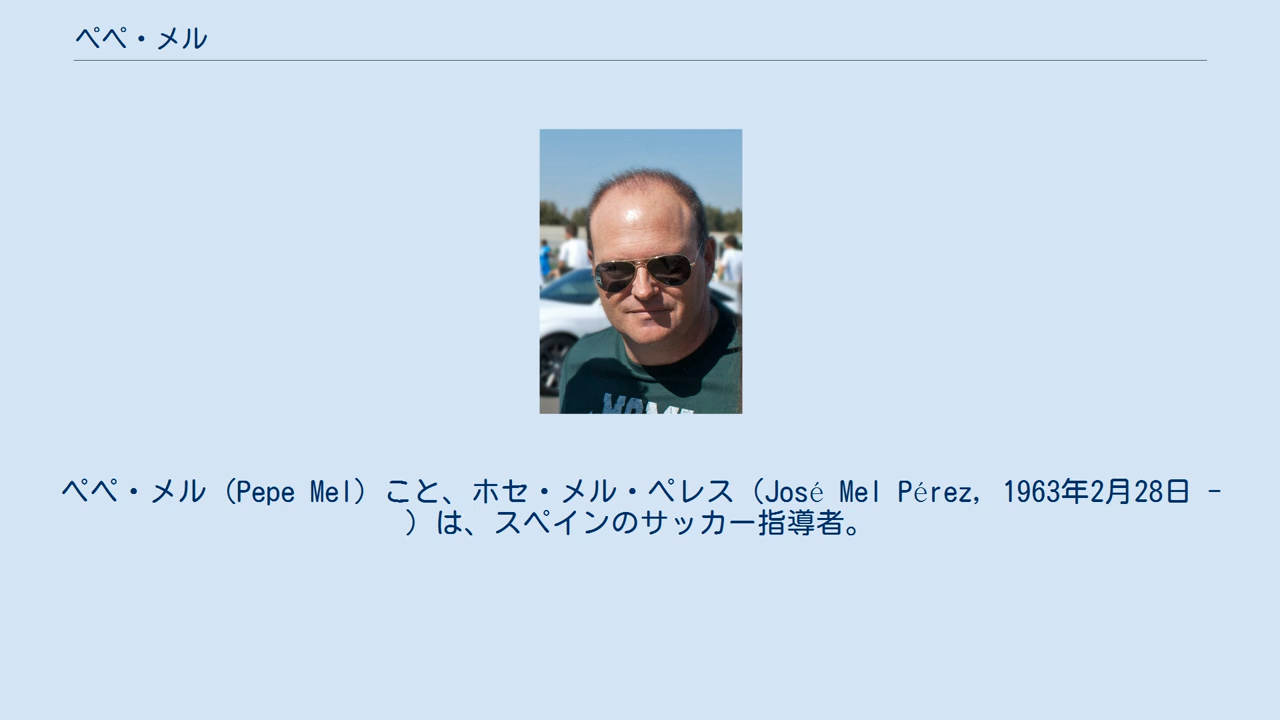 ペペ・メル
ペペ・メル（Pepe Mel）こと、ホセ・メル・ペレス（José Mel Pérez, 1963年2月28日 -
）は、スペインのサッカー指導者。